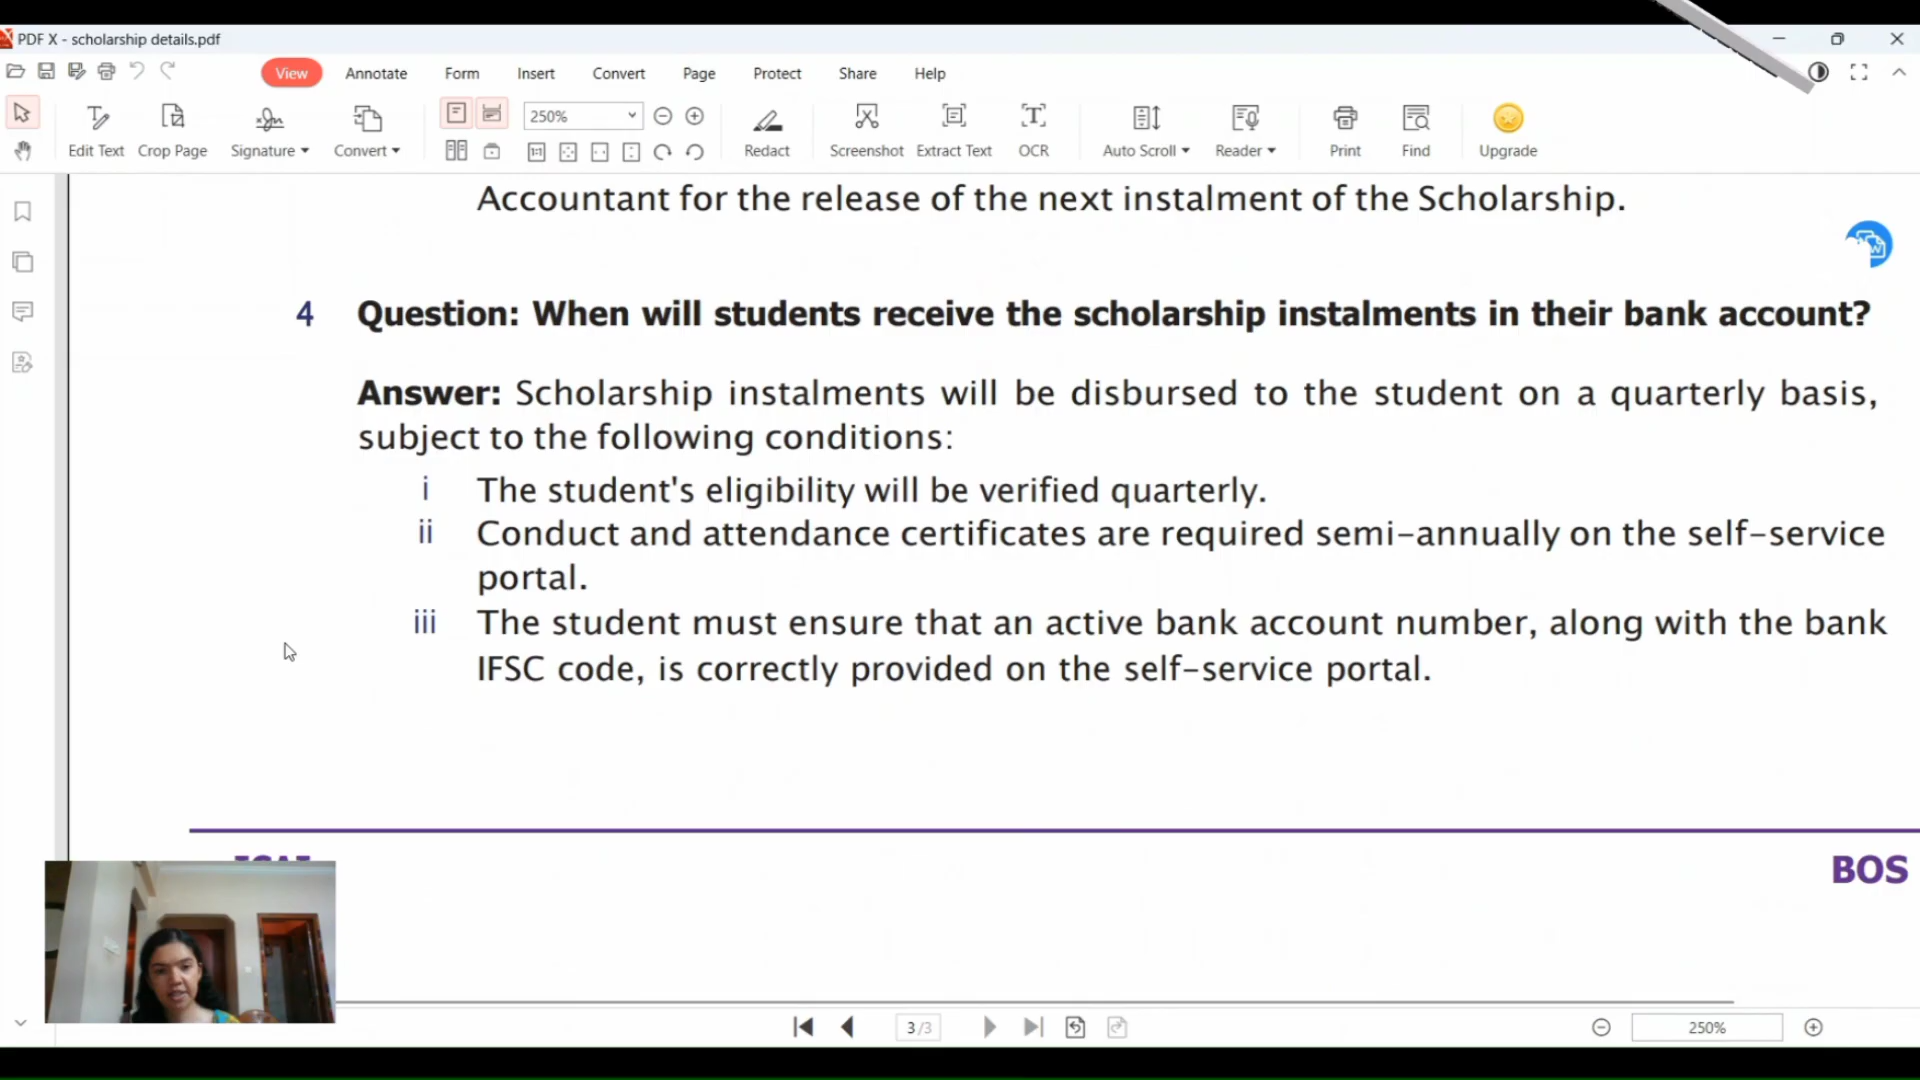 PDF X - scholarship details.pdf
View Annotate Form Insert Convert Page Protect Share Help
250%
Edit Text Crop Page Signature Convert Redact Screenshot Extract Text OCR Auto Scroll Reader Print Find Upgrade
Accountant for the release of the next instalment of the Scholarship.
4 Question: When will students receive the scholarship instalments in their bank account?
Answer: Scholarship instalments will be disbursed to the student on a quarterly basis,
subject to the following conditions:
i The student's eligibility will be verified quarterly.
ii Conduct and attendance certificates are required semi-annually on the self-service
portal.
iii The student must ensure that an active bank account number, along with the bank
IFSC code, is correctly provided on the self-service portal.
BOS
3/3
250%